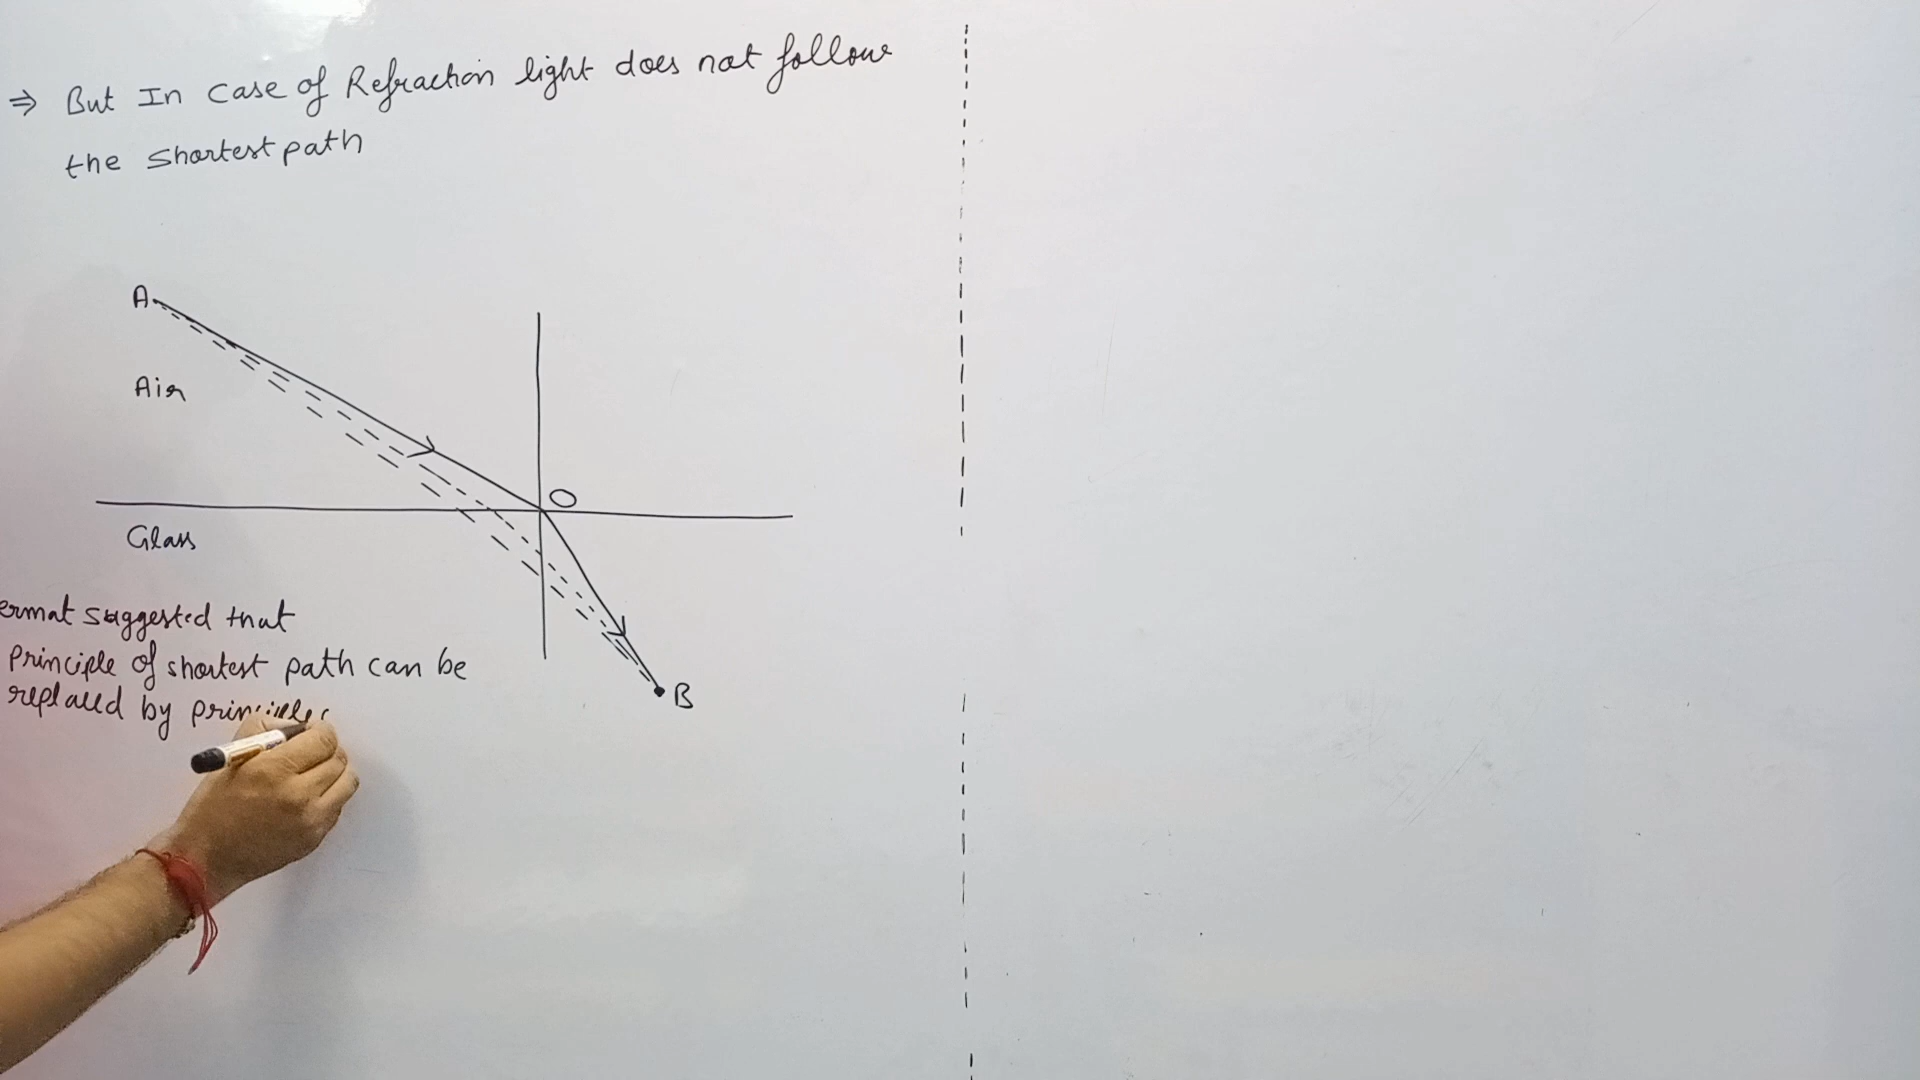 ⇒ But In case of Refraction light does not follow
the shortest path
A
Air
O
Glass
ermat suggested that
principle of shortest path can be
replaced by
B